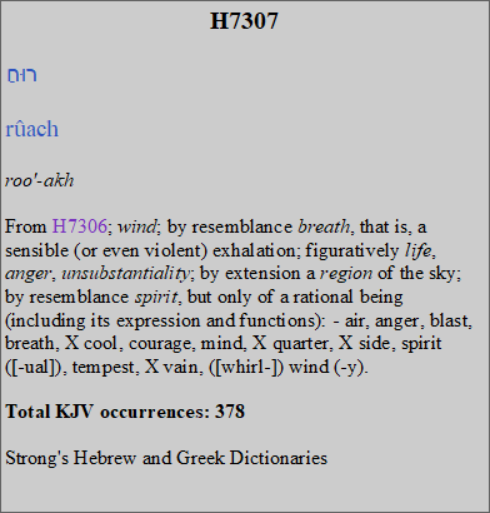 H7307
רוּח
rûach
roo'-akh
From H7306; wind; by resemblance breath, that is, a
sensible (or even violent) exhalation; figuratively life,
anger, unsubstantiality; by extension a region of the sky;
by resemblance spirit, but only of a rational being
(including its expression and functions): - air, anger, blast,
breath, X cool, courage, mind, X quarter, X side, spirit
([-ual]), tempest, X vain, ([whirl-]) wind (-y).
Total KJV occurrences: 378
Strong's Hebrew and Greek Dictionaries